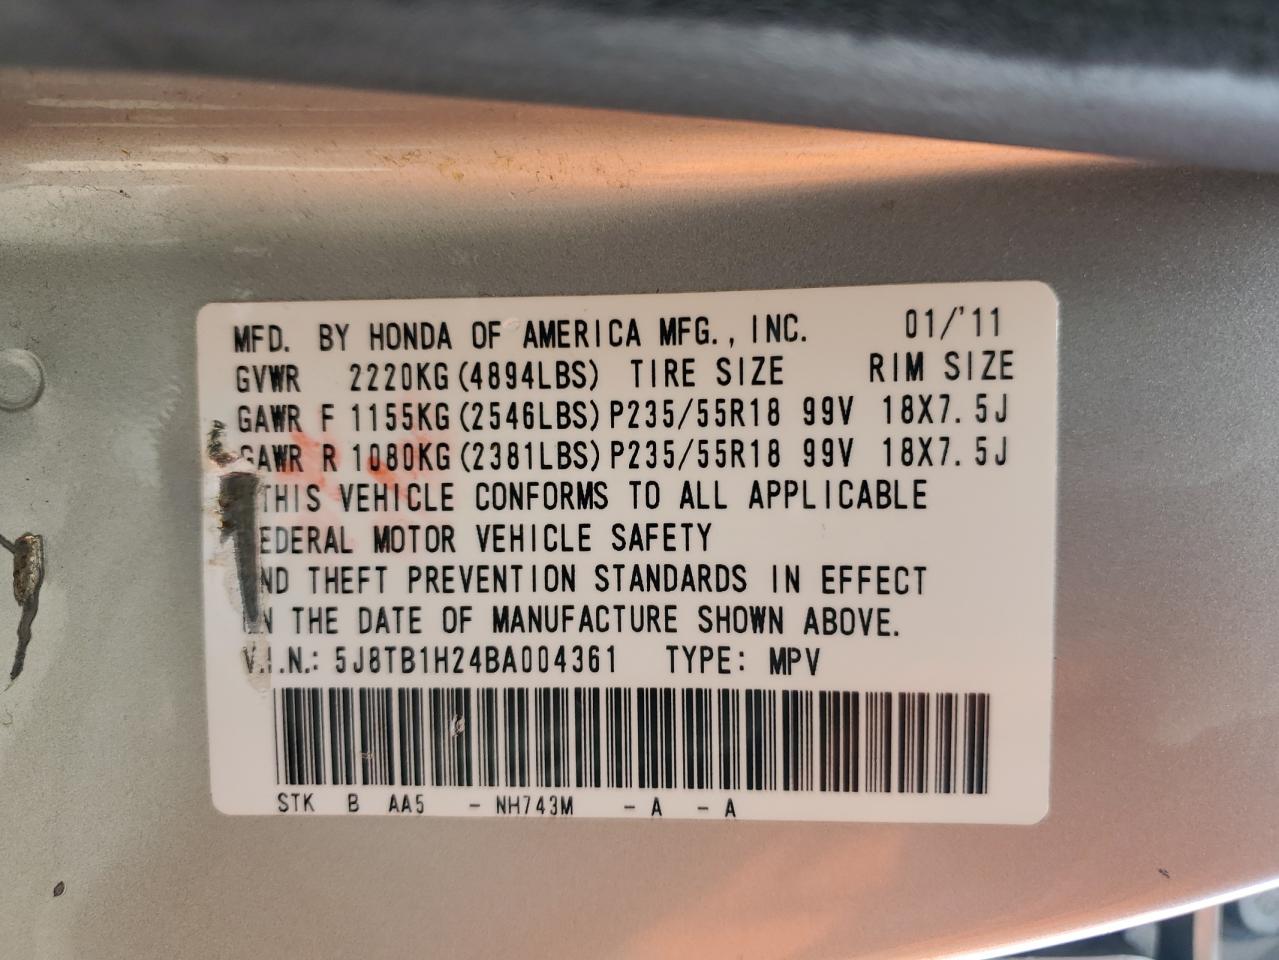 MFD. BY HONDA OF AMERICA MFG., INC. 01/'11
GVWR 2220KG (4894LBS) TIRE SIZE RIM SIZE
GAWR F 1155KG (2546LBS) P235/55R18 99V 18X7.5J
GAWR R 1080KG (2381LBS) P235/55R18 99V 18X7.5J
THIS VEHICLE CONFORMS TO ALL APPLICABLE
EDERAL MOTOR VEHICLE SAFETY
ND THEFT PREVENTION STANDARDS IN EFFECT
N THE DATE OF MANUFACTURE SHOWN ABOVE.
V.I.N.: 5J8TB1H24BA004361 TYPE: MPV
STK B AA5 - NH743M - A - A